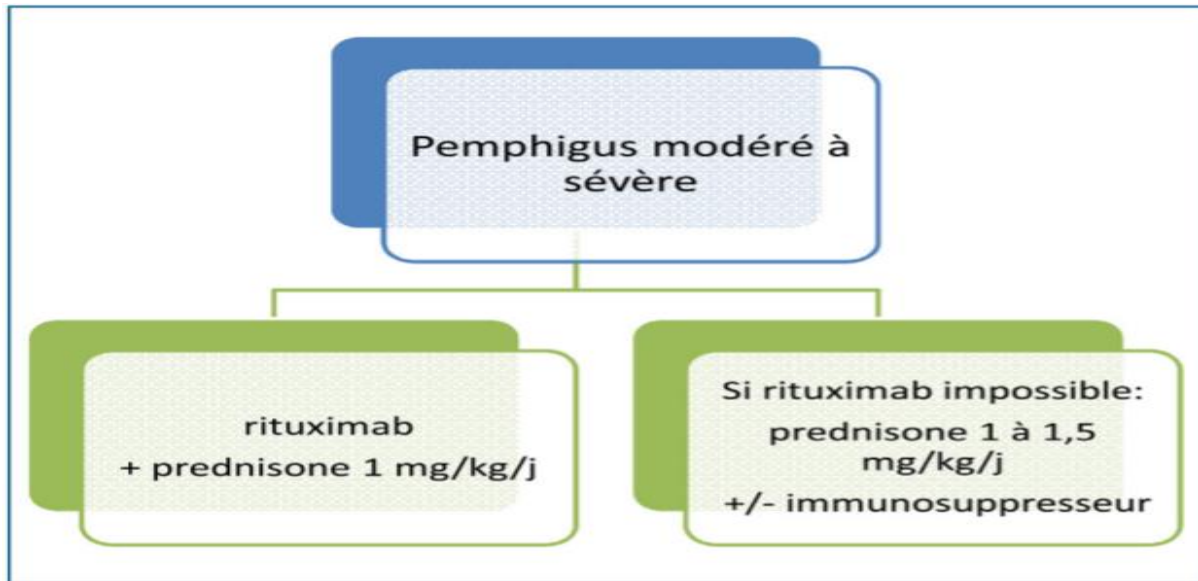 Pemphigus modéré à
sévère
rituximab
+ prednisone 1 mg/kg/j
Si rituximab impossible:
prednisone 1 à 1,5
mg/kg/j
+/- immunosuppresseur